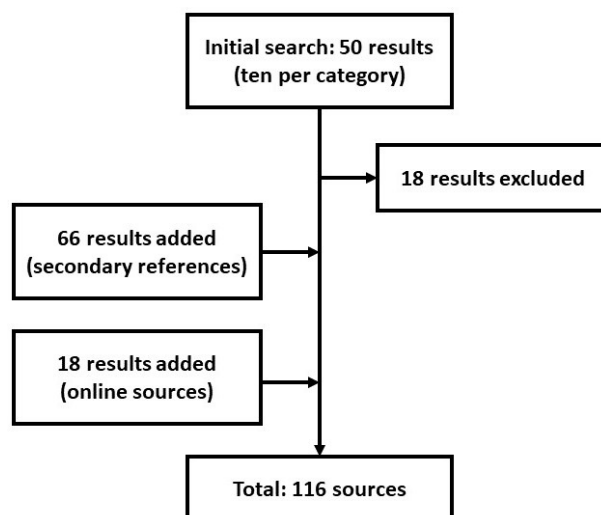 Initial search: 50 results
(ten per category)
18 results excluded
66 results added
(secondary references)
18 results added
(online sources)
Total: 116 sources